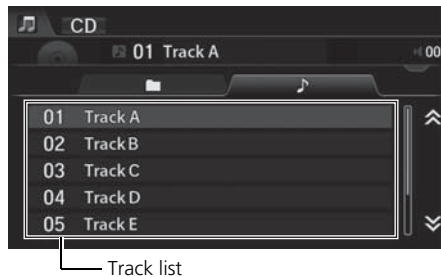 CD
01 Track A 00
01 Track A
02 Track B
03 Track C
04 Track D
05 Track E
Track list